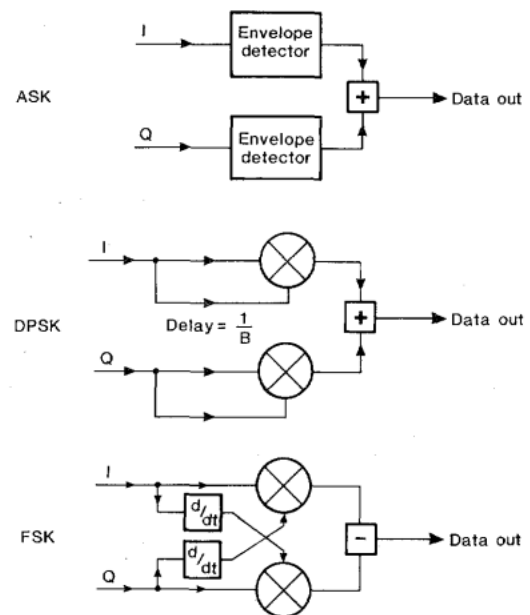 I
Envelope
detector
ASK
+
Data out
Q
Envelope
detector
I
DPSK
Delay = 1/B
+
Data out
Q
I
d/dt
FSK
−
Data out
d/dt
Q